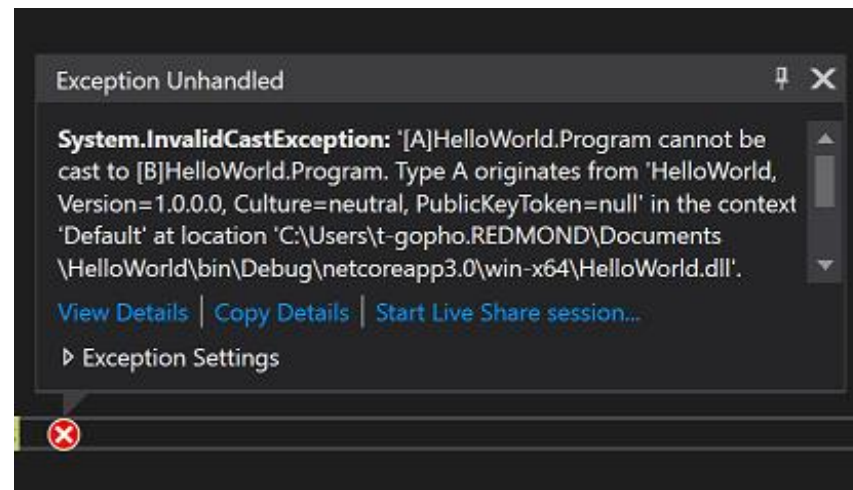 Exception Unhandled
System.InvalidCastException: '[A]HelloWorld.Program cannot be
cast to [B]HelloWorld.Program. Type A originates from 'HelloWorld,
Version=1.0.0.0, Culture=neutral, PublicKeyToken=null' in the context
'Default' at location 'C:\Users\t-gopho.REDMOND\Documents
\HelloWorld\bin\Debug\netcoreapp3.0\win-x64\HelloWorld.dll'.
View Details | Copy Details | Start Live Share session...
Exception Settings